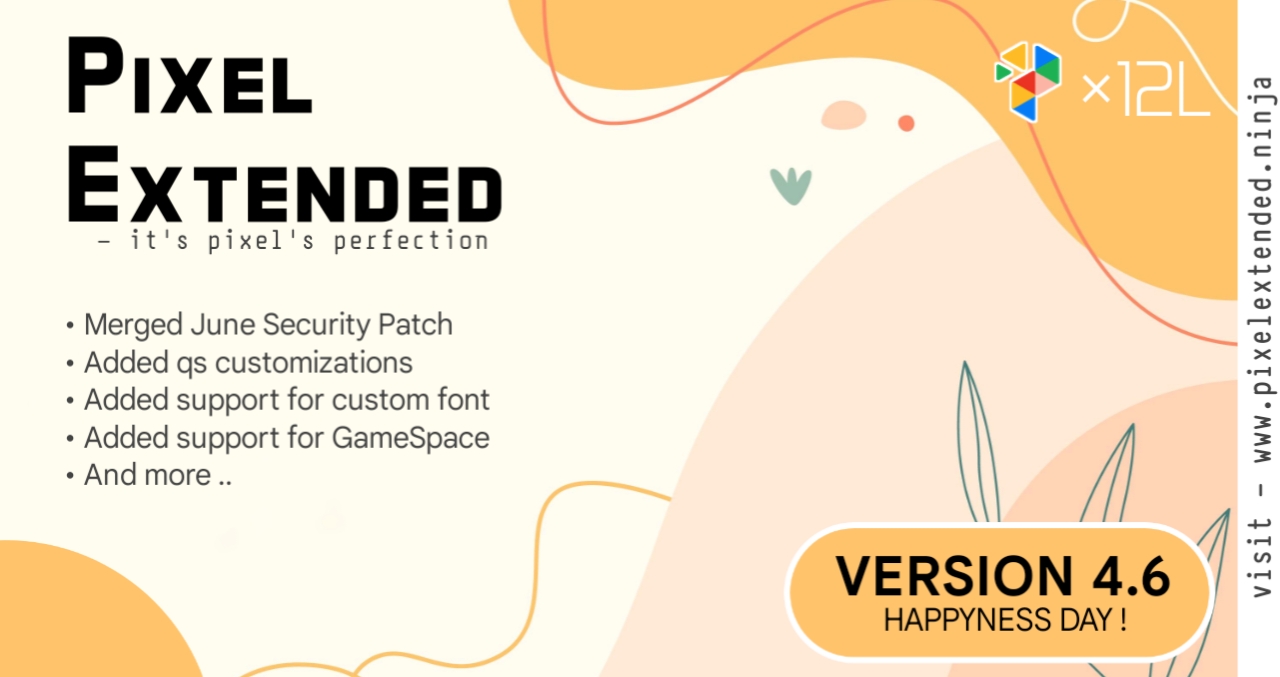 PIXEL
EXTENDED
– it's pixel's perfection
×12L
• Merged June Security Patch
• Added qs customizations
• Added support for custom font
• Added support for GameSpace
• And more ..
VERSION 4.6
HAPPYNESS DAY !
visit – www.pixelextended.ninja